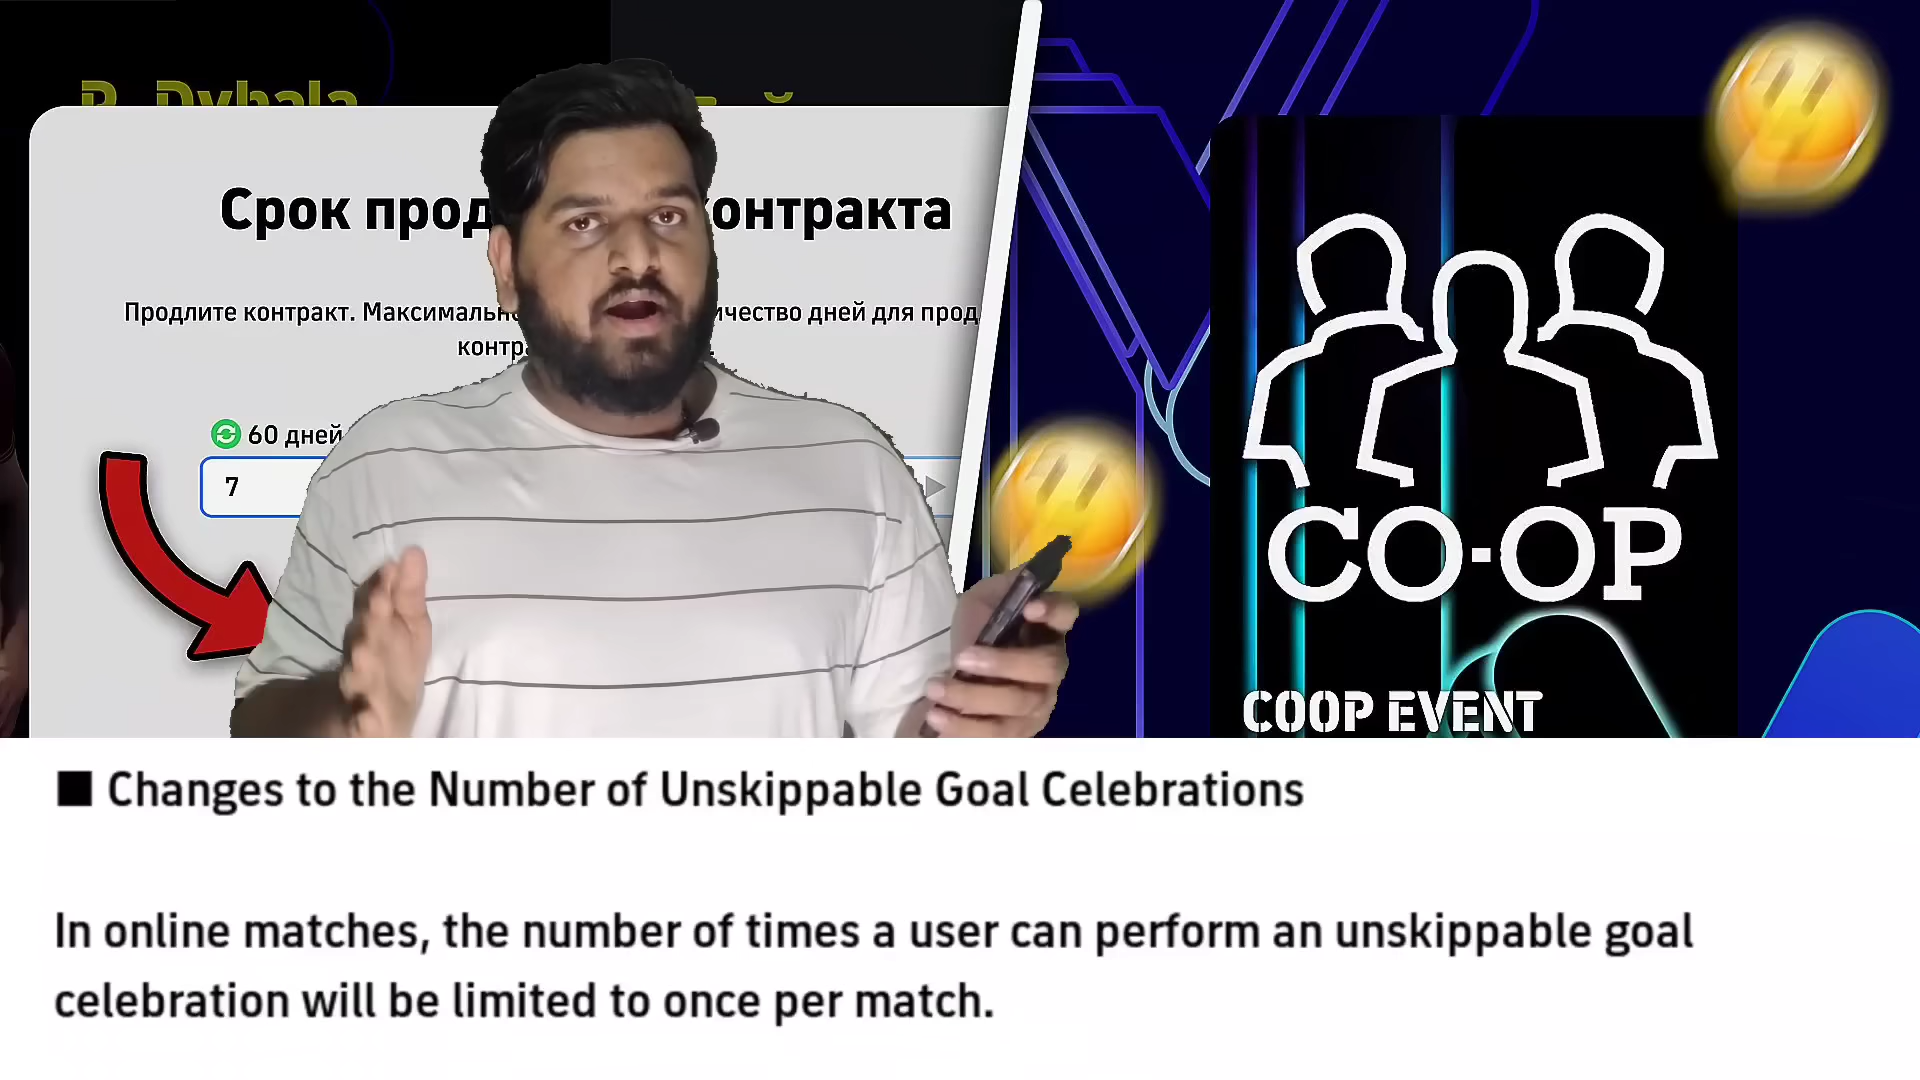 P. Dybala
Срок прод онтракта
Продлите контракт. Максимальн ичество дней для прод
контр
60 дней
7
CO-OP
COOP EVENT
■ Changes to the Number of Unskippable Goal Celebrations
In online matches, the number of times a user can perform an unskippable goal
celebration will be limited to once per match.